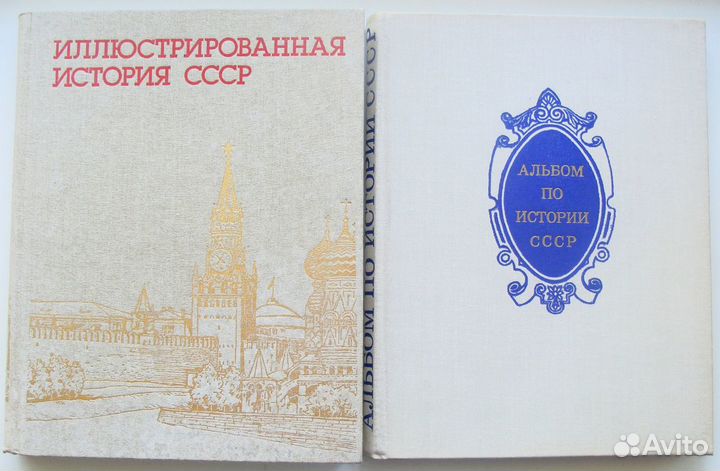 ИЛЛЮСТРИРОВАННАЯ
ИСТОРИЯ СССР
АЛЬБОМ ПО ИСТОРИИ СССР
АЛЬБОМ
ПО
ИСТОРИИ
СССР
Avito